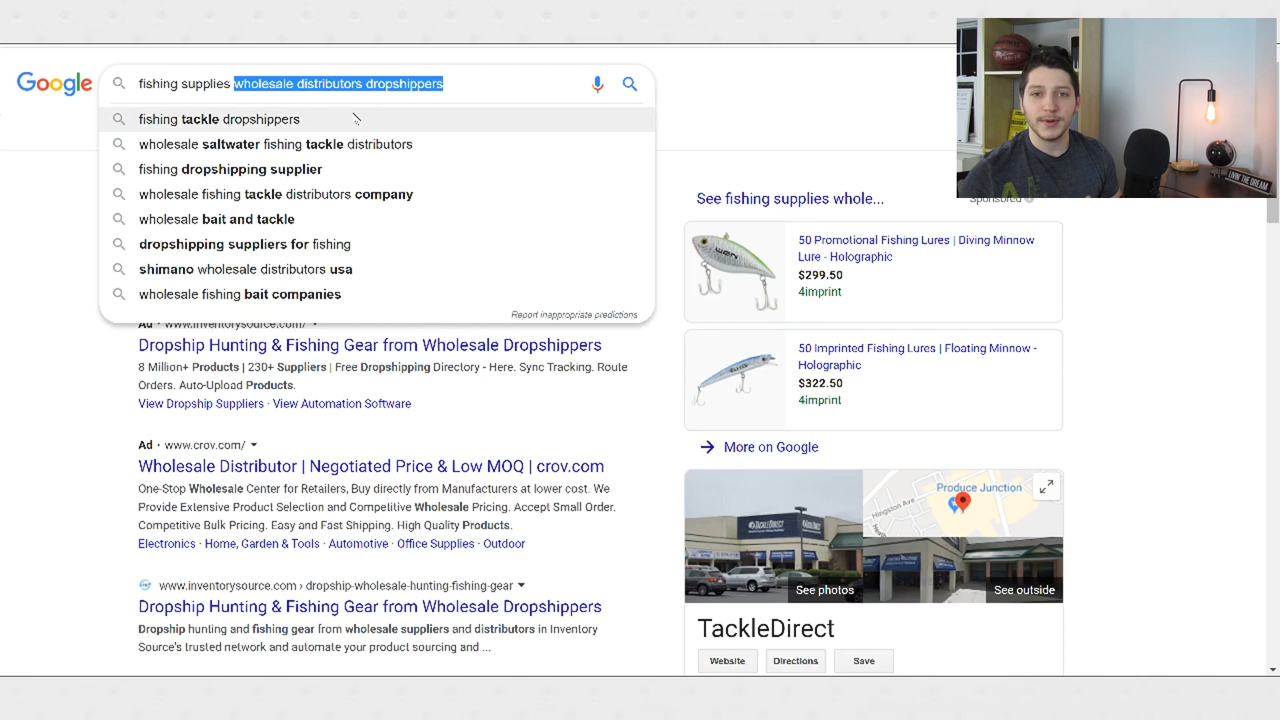 Google
fishing supplies wholesale distributors dropshippers
fishing tackle dropshippers
wholesale saltwater fishing tackle distributors
fishing dropshipping supplier
wholesale fishing tackle distributors company
wholesale bait and tackle
dropshipping suppliers for fishing
shimano wholesale distributors usa
wholesale fishing bait companies
Report inappropriate predictions
Ad · www.inventorysource.com/
Dropship Hunting & Fishing Gear from Wholesale Dropshippers
8 Million+ Products | 230+ Suppliers | Free Dropshipping Directory - Here. Sync Tracking. Route
Orders. Auto-Upload Products.
View Dropship Suppliers · View Automation Software
Ad · www.crov.com/
Wholesale Distributor | Negotiated Price & Low MOQ | crov.com
One-Stop Wholesale Center for Retailers, Buy directly from Manufacturers at lower cost. We
Provide Extensive Product Selection and Competitive Wholesale Pricing. Accept Small Order.
Competitive Bulk Pricing. Easy and Fast Shipping. High Quality Products.
Electronics · Home, Garden & Tools · Automotive · Office Supplies · Outdoor
www.inventorysource.com › dropship-wholesale-hunting-fishing-gear
Dropship Hunting & Fishing Gear from Wholesale Dropshippers
Dropship hunting and fishing gear from wholesale suppliers and distributors in Inventory
Source's trusted network and automate your product sourcing and ...
LIVIN' THE DREAM
See fishing supplies whole...
Sponsored
50 Promotional Fishing Lures | Diving Minnow
Lure - Holographic
$299.50
4imprint
50 Imprinted Fishing Lures | Floating Minnow -
Holographic
$322.50
4imprint
More on Google
TACKLEDIRECT
Produce Junction
Hingston Ave
See photos
See outside
TackleDirect
Website
Directions
Save